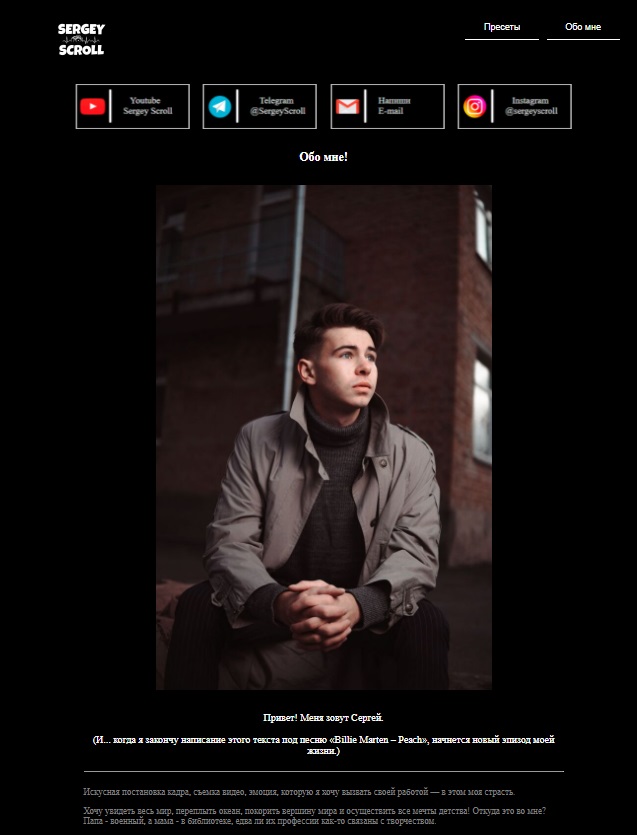 SERGEY
SCROLL
Пресеты
Обо мне
Youtube
Sergey Scroll
Telegram
@SergeyScroll
Напиши
E-mail
Instagram
@sergeyscroll
Обо мне!
Привет! Меня зовут Сергей.
(И... когда я закончу написание этого текста под песню «Billie Marten – Peach», начнется новый эпизод моей
жизни.)
Искусная постановка кадра, съемка видео, эмоция, которую я хочу вызвать своей работой — в этом моя страсть.
Хочу увидеть весь мир, переплыть океан, покорить вершину мира и осуществить все мечты детства! Откуда это во мне?
Папа - военный, а мама - в библиотеке, едва ли их профессии как-то связаны с творчеством.